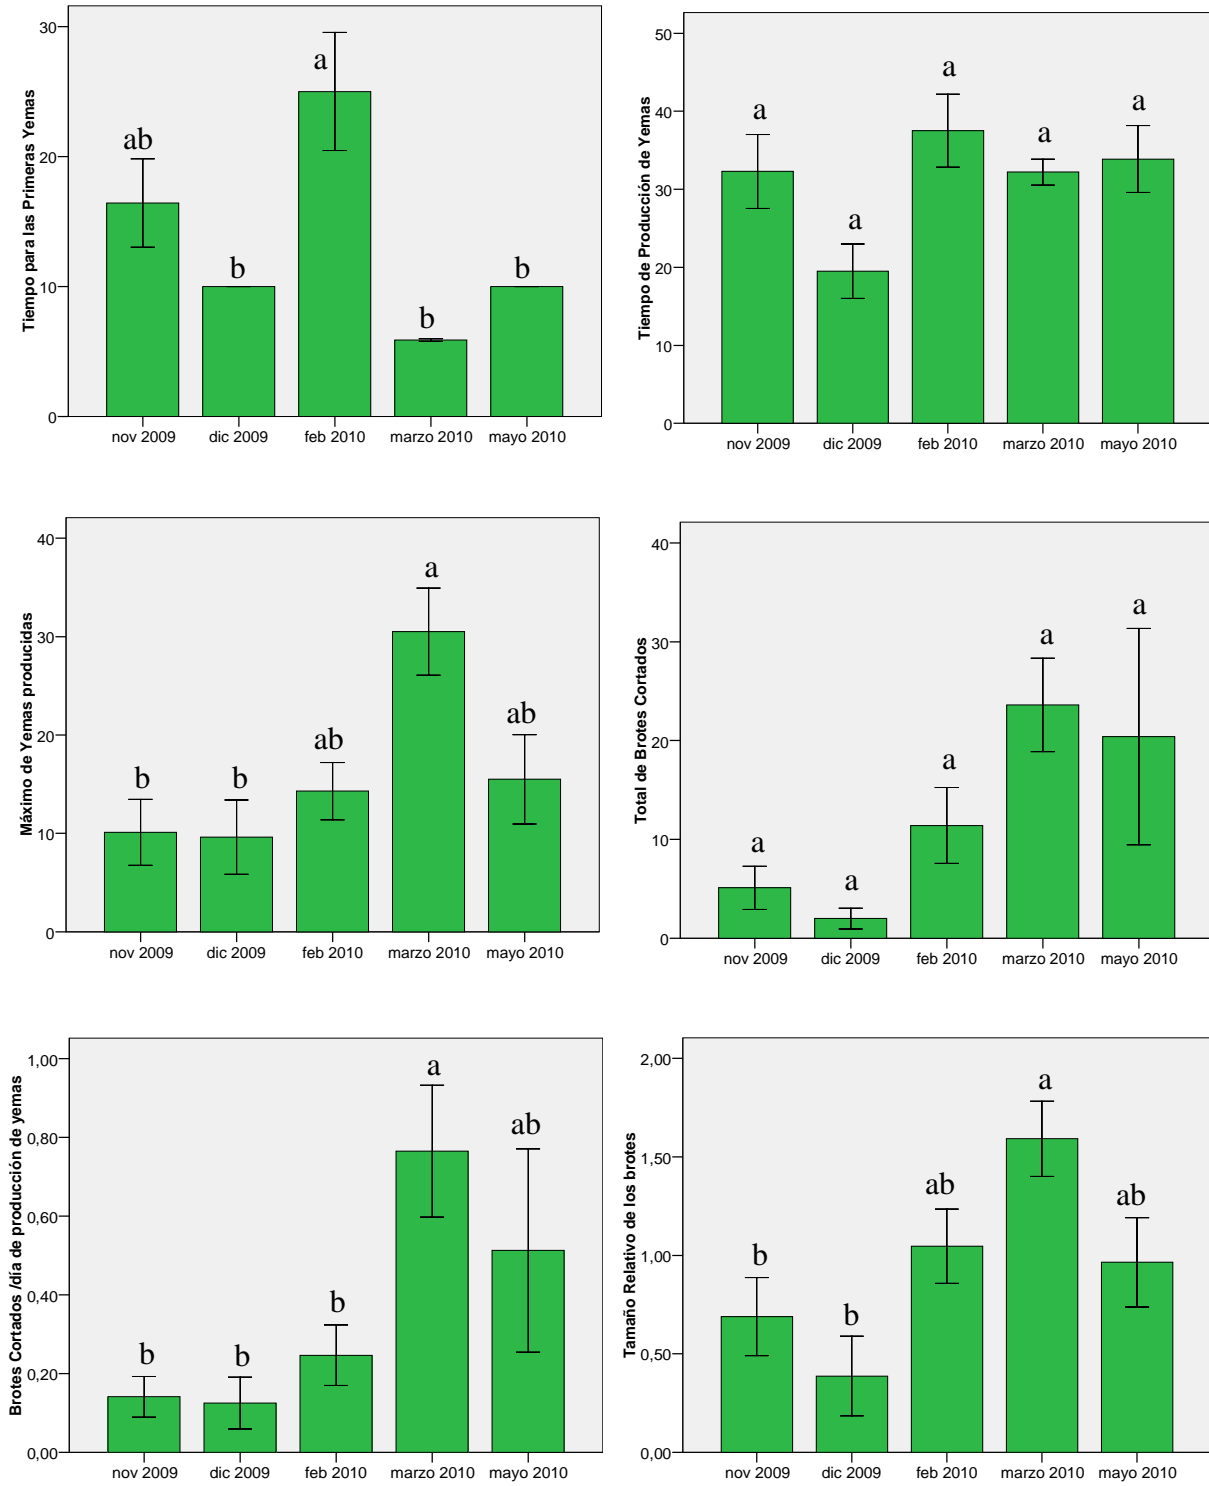 Tiempo para las Primeras Yemas
30
20
10
0
ab
b
a
b
b
nov 2009 dic 2009 feb 2010 marzo 2010 mayo 2010
Tiempo de Producción de Yemas
50
40
30
20
10
0
a
a
a
a
a
nov 2009 dic 2009 feb 2010 marzo 2010 mayo 2010
Máximo de Yemas producidas
40
30
20
10
0
b
b
ab
a
ab
nov 2009 dic 2009 feb 2010 marzo 2010 mayo 2010
Total de Brotes Cortados
40
30
20
10
0
a
a
a
a
a
nov 2009 dic 2009 feb 2010 marzo 2010 mayo 2010
Brotes Cortados /día de producción de yemas
1,00
0,80
0,60
0,40
0,20
0,00
b
b
b
a
ab
nov 2009 dic 2009 feb 2010 marzo 2010 mayo 2010
Tamaño Relativo de los brotes
2,00
1,50
1,00
0,50
0,00
b
b
ab
a
ab
nov 2009 dic 2009 feb 2010 marzo 2010 mayo 2010